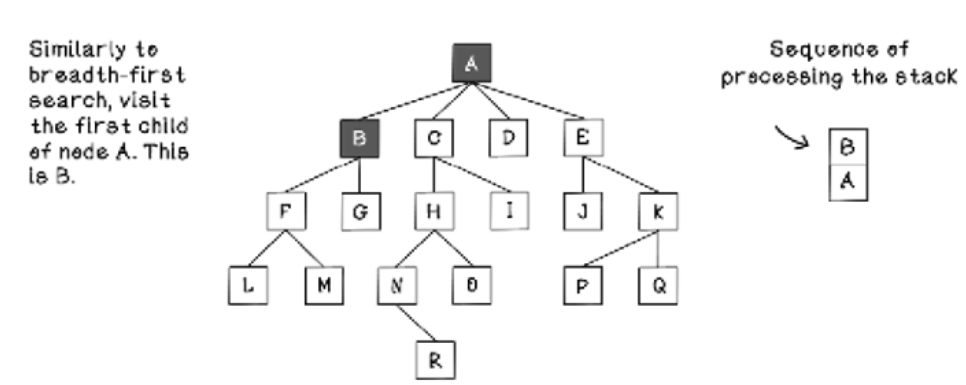 Similarly to
breadth-first
search, visit
the first child
of node A. This
is B.
Sequence of
processing the stack
A
B C D E
B
A
F G H I J K
L M N O P Q
R